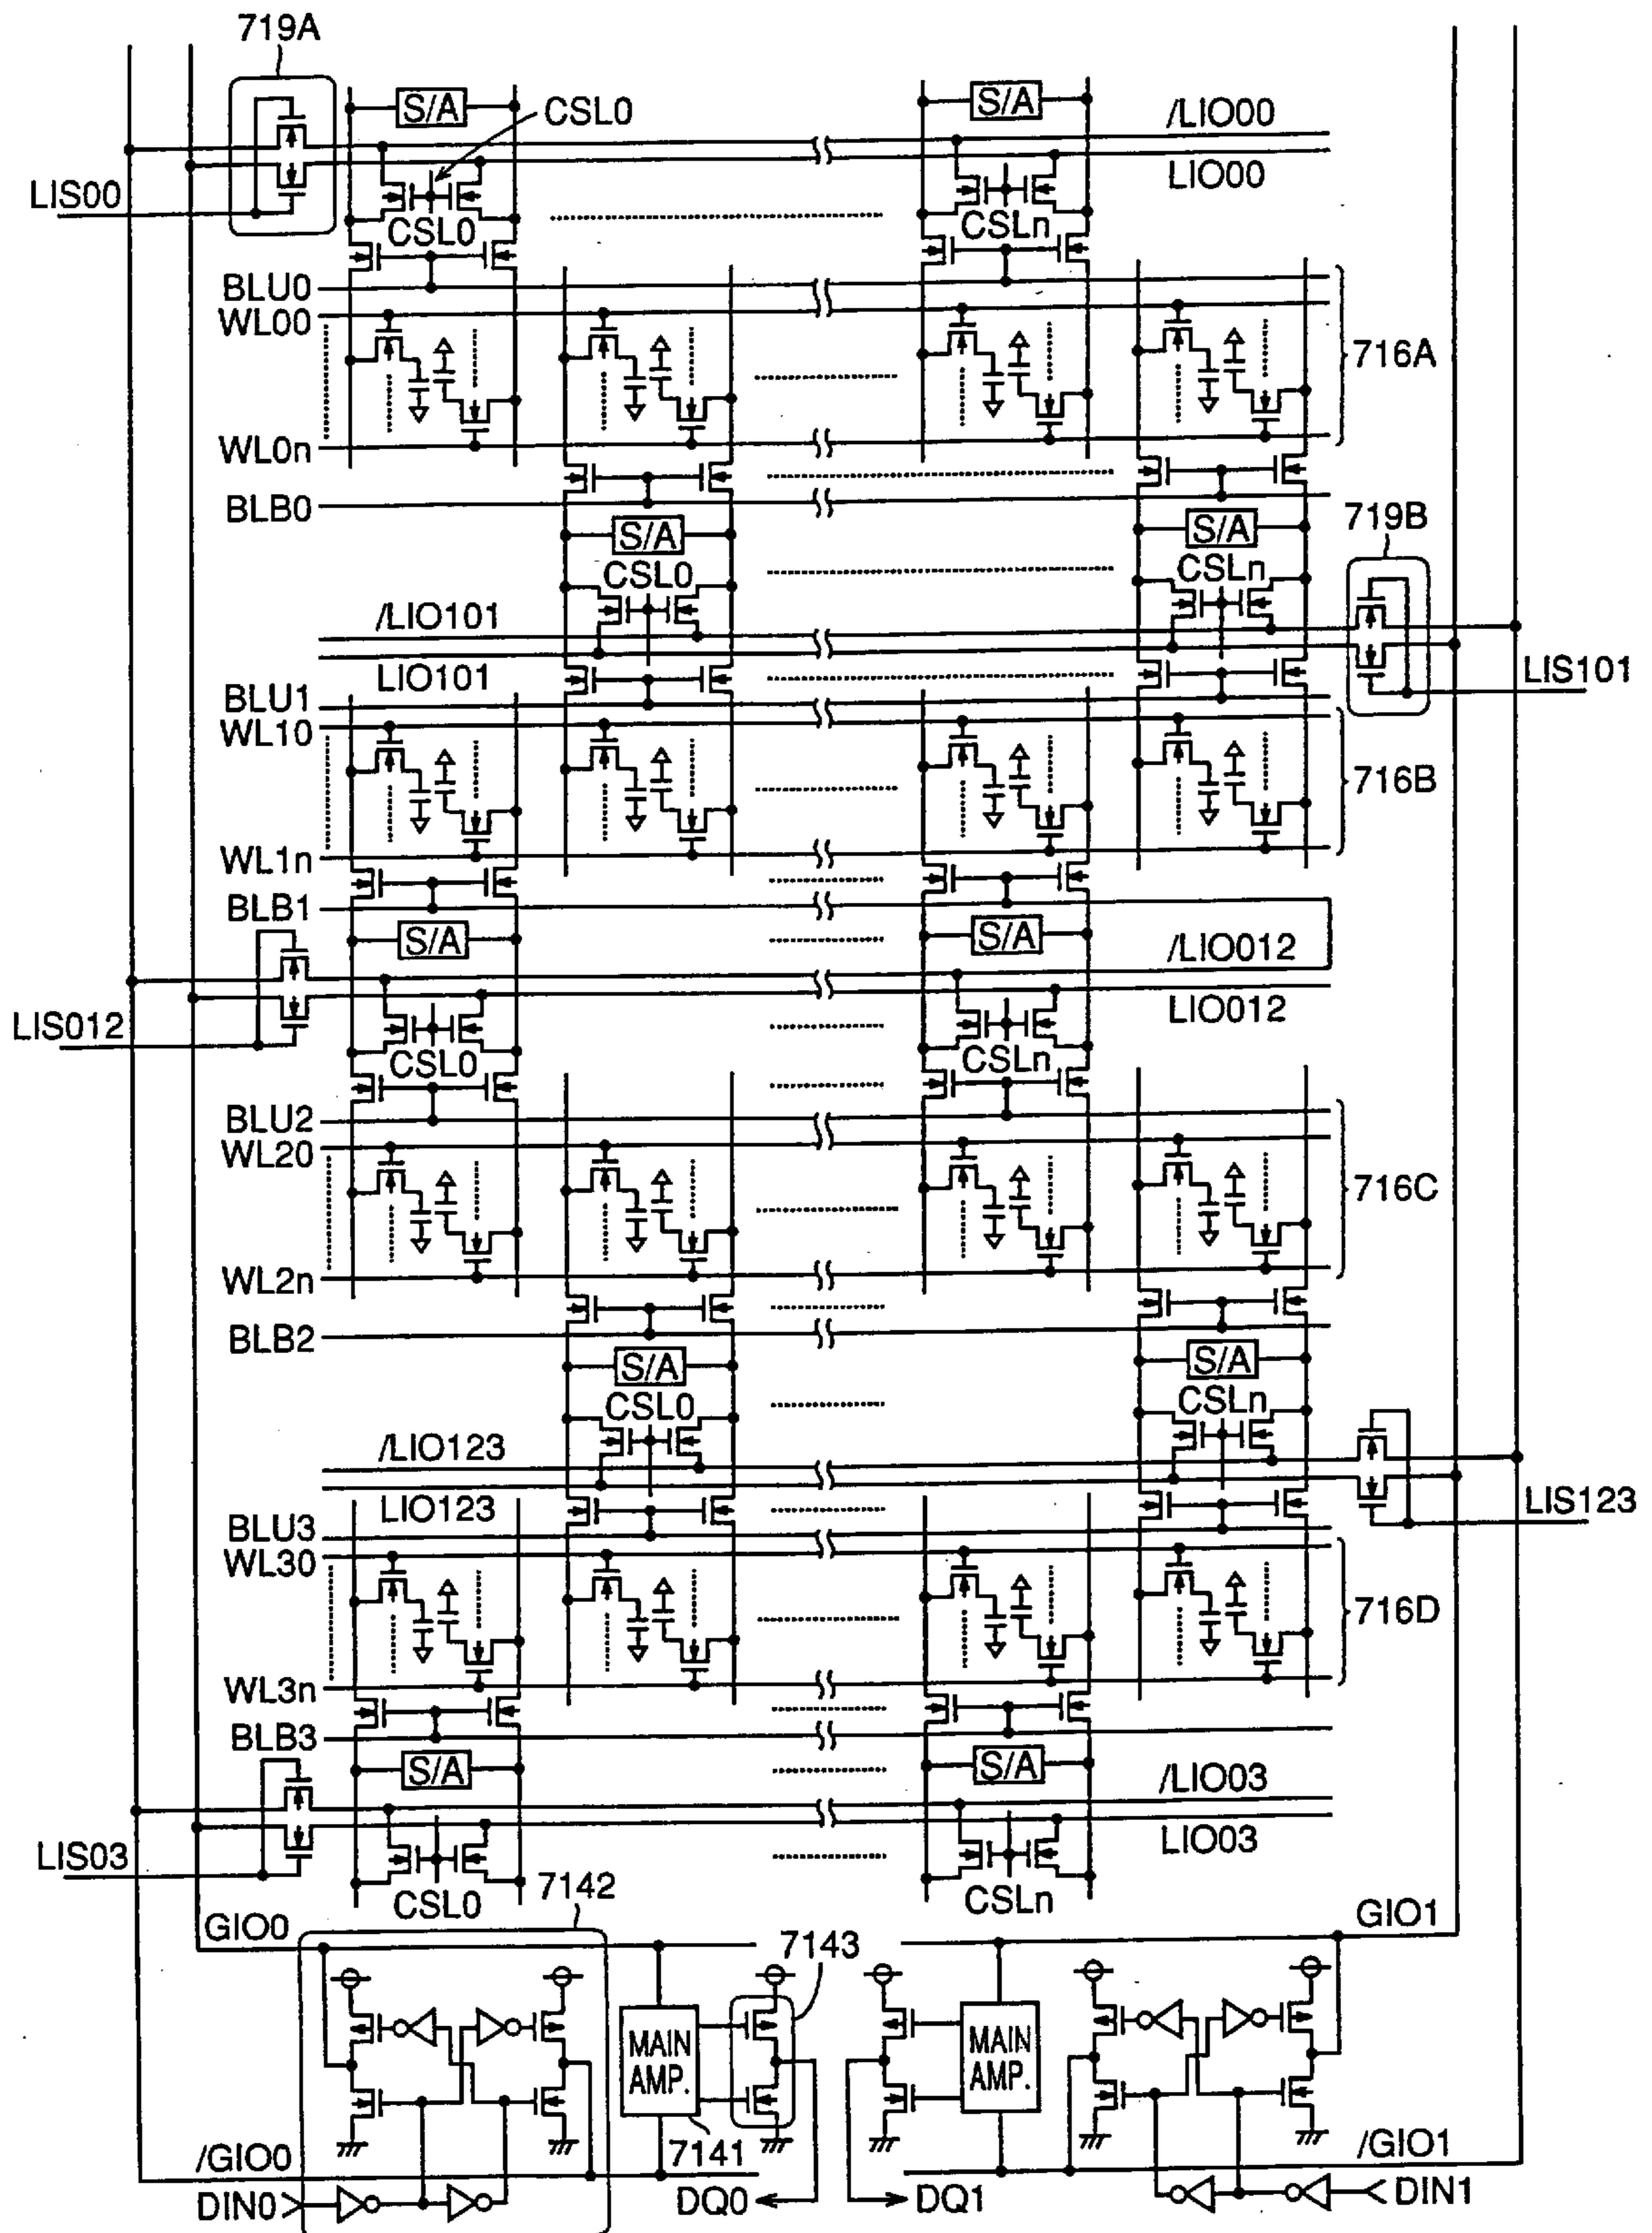 719A
S/A
CSL0
S/A
/LIO00
LIO00
LIS00
CSL0
CSLn
BLU0
WL00
716A
WL0n
BLB0
S/A
S/A
719B
CSL0
CSLn
/LIO101
LIO101
LIS101
BLU1
WL10
716B
WL1n
BLB1
S/A
S/A
/LIO012
LIO012
LIS012
CSL0
CSLn
BLU2
WL20
716C
WL2n
BLB2
S/A
S/A
CSL0
CSLn
/LIO123
LIO123
LIS123
BLU3
WL30
716D
WL3n
BLB3
S/A
S/A
/LIO03
LIO03
LIS03
CSL0
CSLn
7142
GIO0
7143
GIO1
MAIN
AMP.
MAIN
AMP.
7141
/GIO0
/GIO1
DIN0
DQ0
DQ1
DIN1